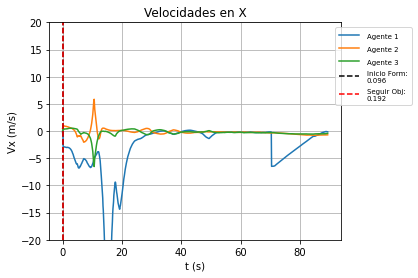 Velocidades en X
Vx (m/s)
20
15
10
5
0
−5
−10
−15
−20
0
20
40
60
80
t (s)
Agente 1
Agente 2
Agente 3
Inicio Form:
0.096
Seguir Obj:
0.192